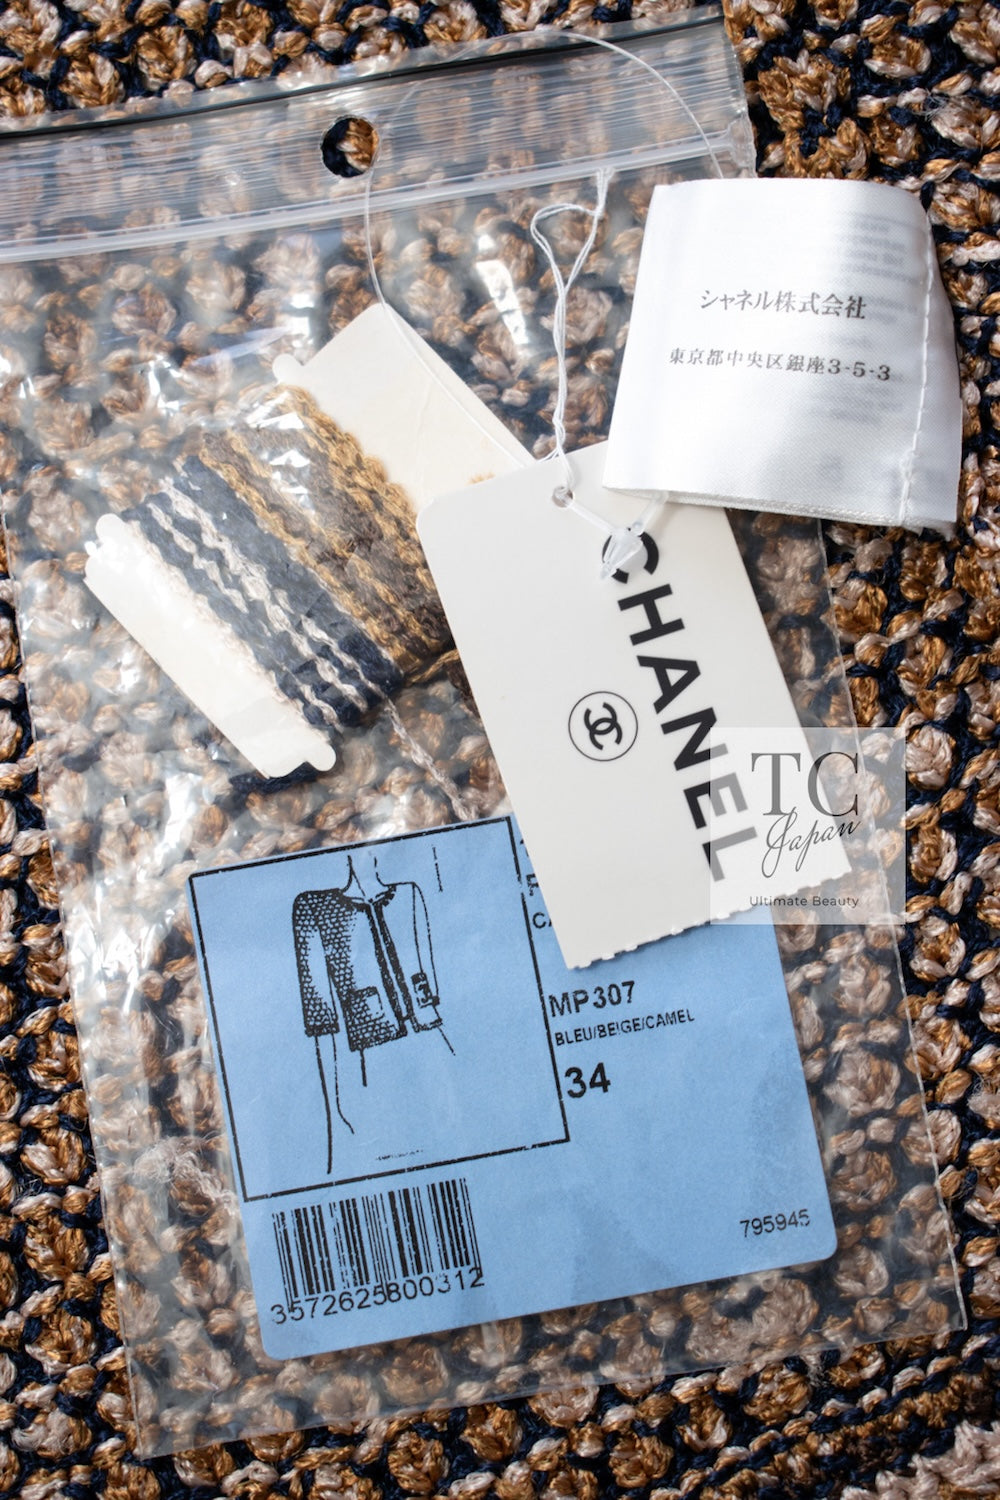 シャネル株式会社
東京都中央区銀座3-5-3
CHANEL
TC
Japan
Ultimate Beauty
MP307
BLEU/BEIGE/CAMEL
34
795945
3572625800312